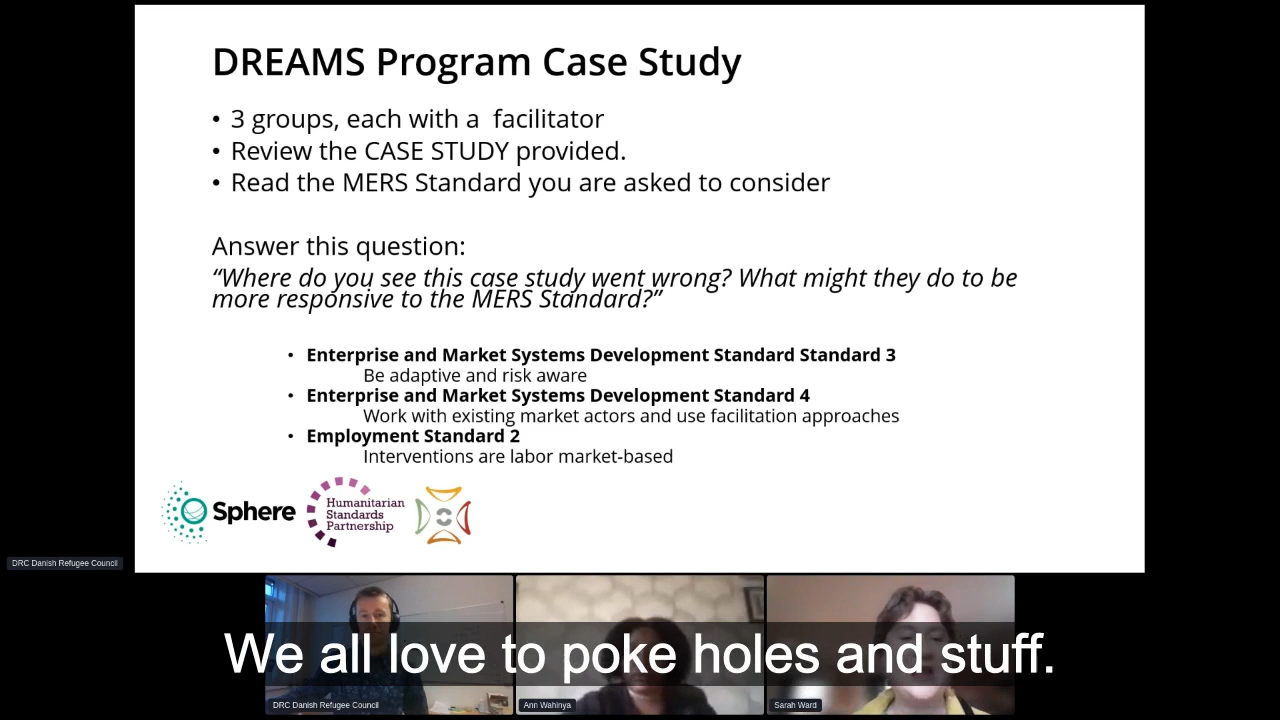 DREAMS Program Case Study
• 3 groups, each with a facilitator
• Review the CASE STUDY provided.
• Read the MERS Standard you are asked to consider
Answer this question:
“Where do you see this case study went wrong? What might they do to be
more responsive to the MERS Standard?”
• Enterprise and Market Systems Development Standard Standard 3
Be adaptive and risk aware
• Enterprise and Market Systems Development Standard 4
Work with existing market actors and use facilitation approaches
• Employment Standard 2
Interventions are labor market-based
Sphere
Humanitarian
Standards
Partnership
DRC Danish Refugee Council
We all love to poke holes and stuff.
DRC Danish Refugee Council
Ann Wahinya
Sarah Ward